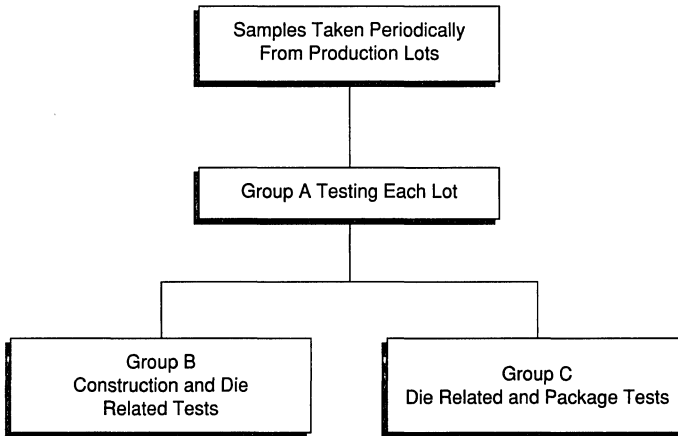 Samples Taken Periodically
From Production Lots
Group A Testing Each Lot
Group B
Construction and Die
Related Tests
Group C
Die Related and Package Tests